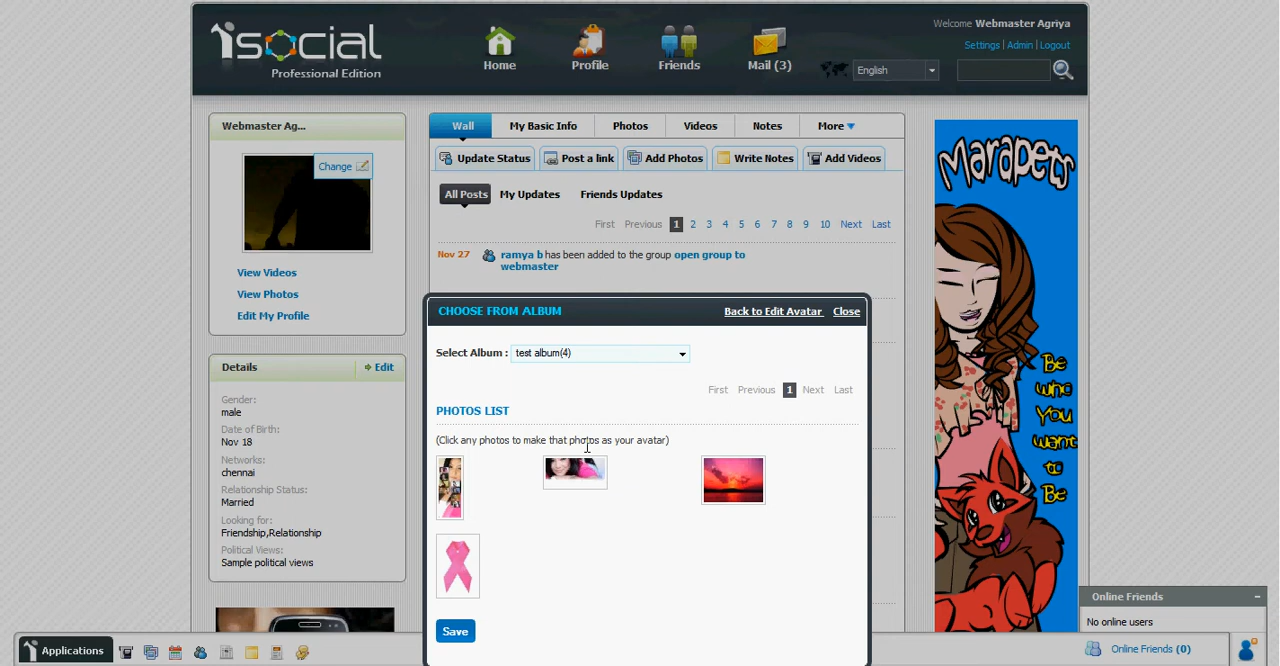 isocial
Professional Edition
Home
Profile
Friends
Mail (3)
Welcome Webmaster Agriya
Settings | Admin | Logout
English
Webmaster Ag...
Change
View Videos
View Photos
Edit My Profile
Details
Edit
Gender:
male
Date of Birth:
Nov 18
Networks:
chennai
Relationship Status:
Married
Looking for:
Friendship,Relationship
Political Views:
Sample political views
Wall
My Basic Info
Photos
Videos
Notes
More
Update Status
Post a link
Add Photos
Write Notes
Add Videos
All Posts
My Updates
Friends Updates
First Previous 1 2 3 4 5 6 7 8 9 10 Next Last
Nov 27 ramya b has been added to the group open group to
webmaster
CHOOSE FROM ALBUM
Back to Edit Avatar Close
Select Album : test album(4)
First Previous 1 Next Last
PHOTOS LIST
(Click any photos to make that photos as your avatar)
Save
Marapets
Be
who
You
want
to
Be
Online Friends
No online users
Applications
Online Friends (0)